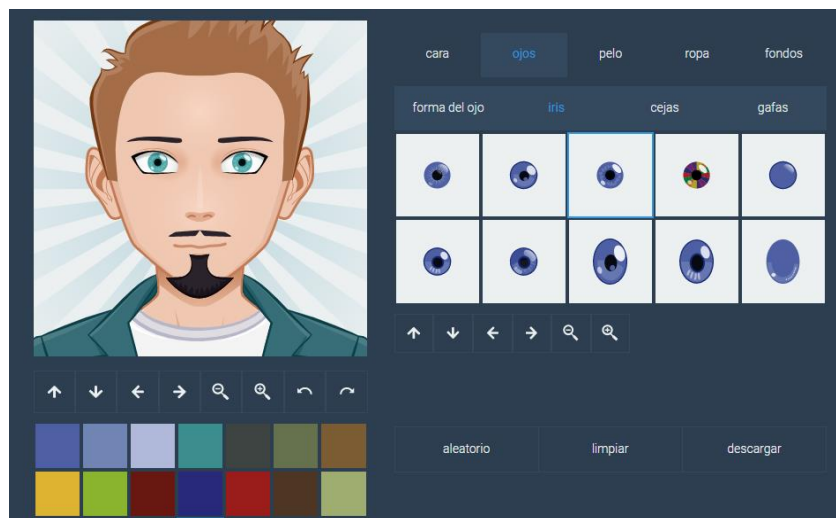 cara ojos pelo ropa fondos
forma del ojo iris cejas gafas
aleatorio limpiar descargar